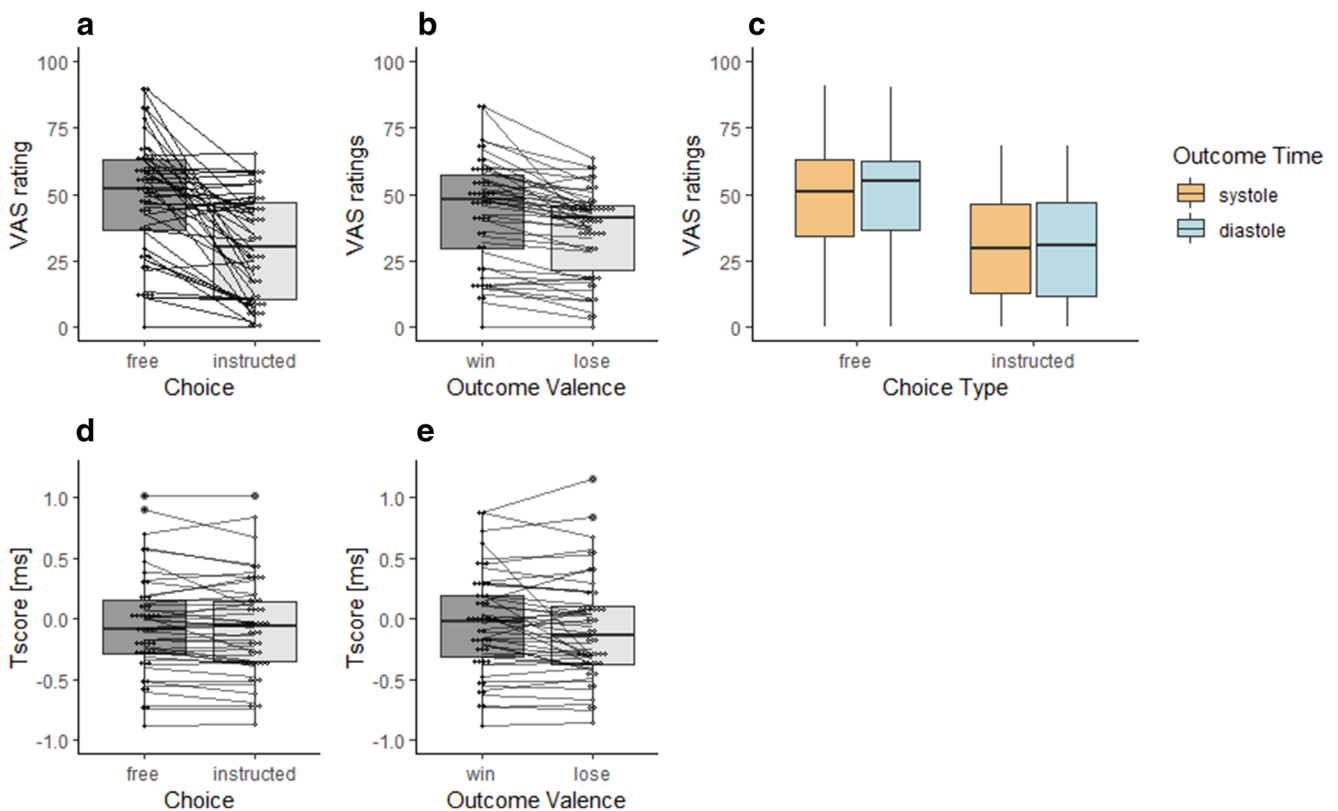 a
100
75
50
25
0
VAS rating
free instructed
Choice
b
100
75
50
25
0
VAS ratings
win lose
Outcome Valence
c
100
75
50
25
0
VAS ratings
free instructed
Choice Type
Outcome Time
systole
diastole
d
1.0
0.5
0.0
-0.5
-1.0
Tscore [ms]
free instructed
Choice
e
1.0
0.5
0.0
-0.5
-1.0
Tscore [ms]
win lose
Outcome Valence